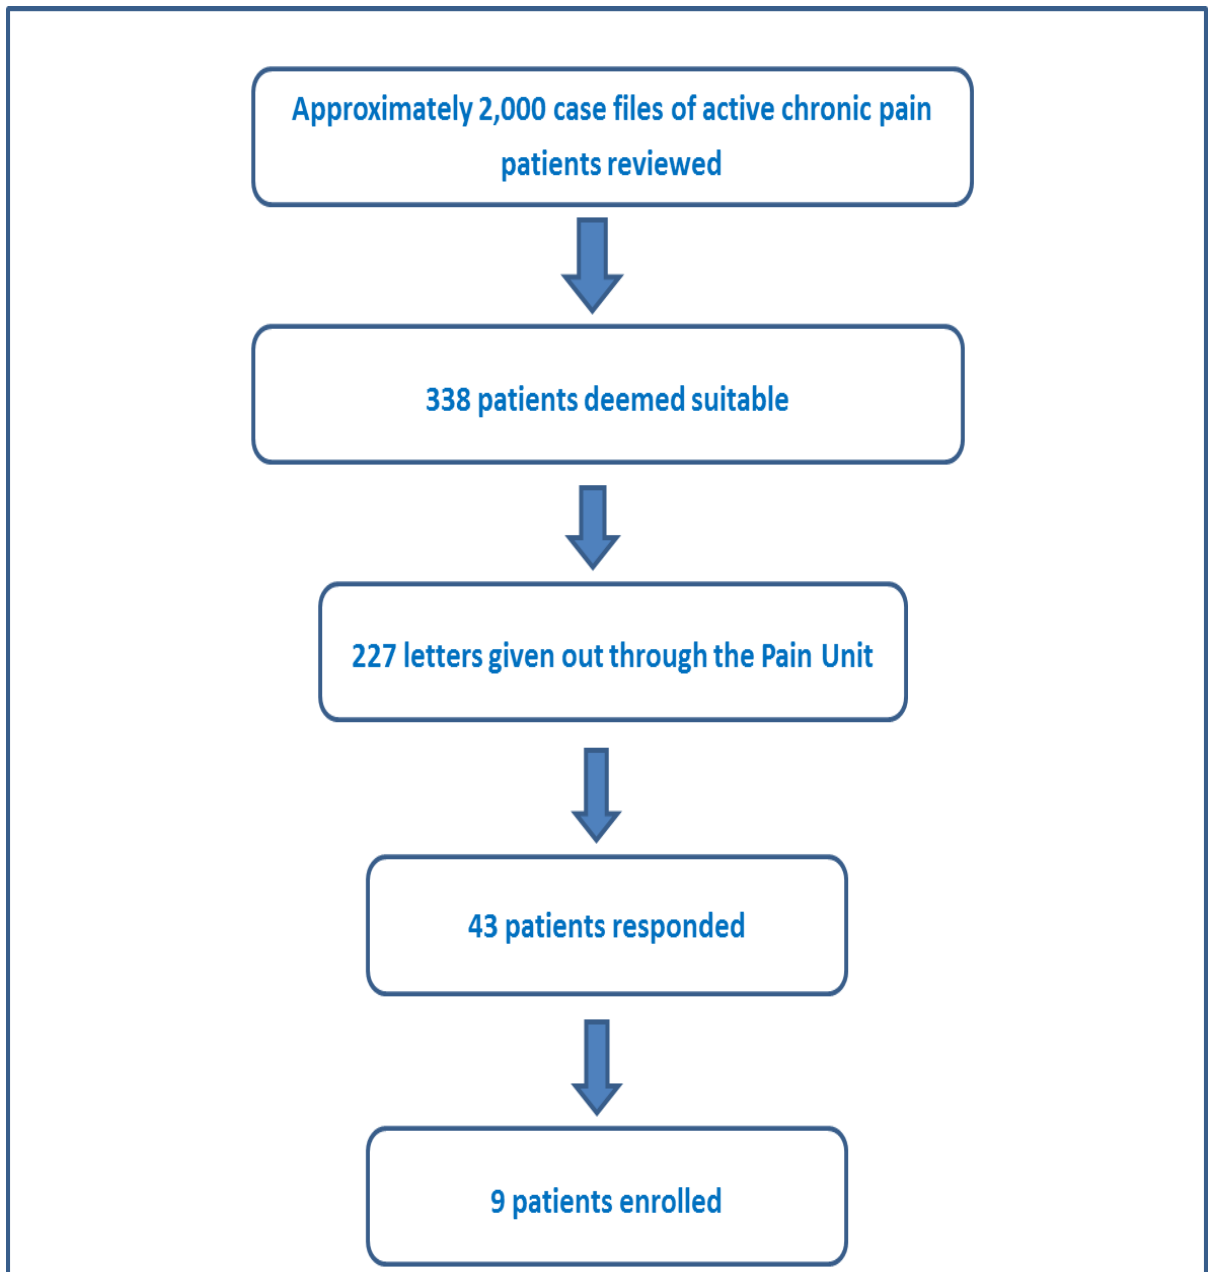 Approximately 2,000 case files of active chronic pain
patients reviewed
338 patients deemed suitable
227 letters given out through the Pain Unit
43 patients responded
9 patients enrolled